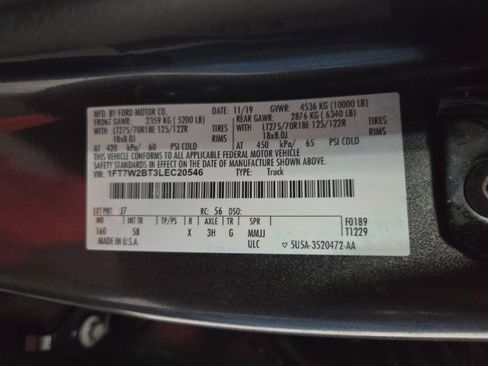 MFD. BY FORD MOTOR CO.
DATE: 11/19 GVWR: 4536 KG (10000 LB)
FRONT GAWR: 2359 KG (5200 LB) REAR GAWR: 2876 KG (6340 LB)
WITH LT275/70R18E 125/122R TIRES WITH LT275/70R18E 125/122R TIRES
18x8.0J RIMS 18x8.0J RIMS
AT 420 kPa/ 60 PSI COLD AT 450 kPa/ 65 PSI COLD
THIS VEHICLE CONFORMS TO ALL APPLICABLE FEDERAL MOTOR VEHICLE
SAFETY STANDARDS IN EFFECT ON THE DATE OF MANUFACTURE SHOWN ABOVE.
VIN: 1FT7W2BT3LEC20546 TYPE: Truck
EXT PNT: J7 RC: 56 DSO: F0189
WB INT TR TP/PS R AXLE TR SPR T1229
160 SB X 3H G MMJJ
MADE IN U.S.A. ULC ▽5U5A-3520472-AA